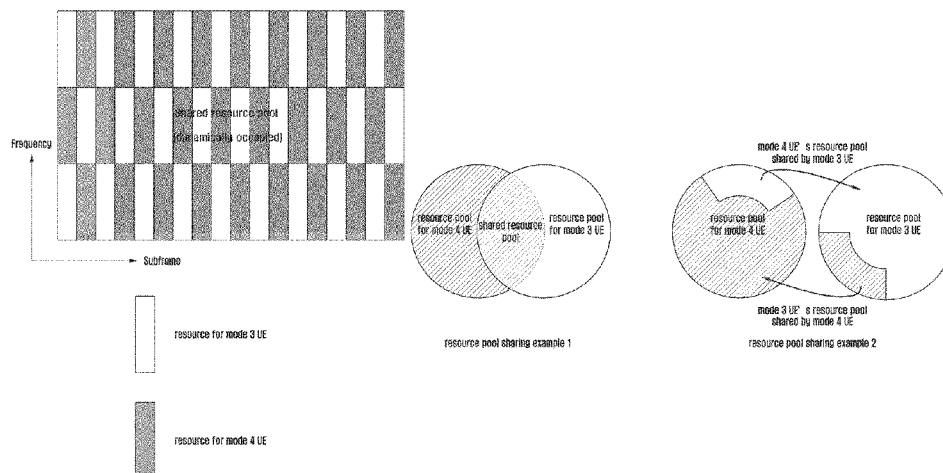 Shared resource pool
(dynamically occupied)
Frequency
Subframe
resource for mode 3 UE
resource for mode 4 UE
resource pool
for mode 4 UE
shared resource
pool
resource pool
for mode 3 UE
resource pool sharing example 1
mode 4 UE' s resource pool
shared by mode 3 UE
resource pool
for mode 4 UE
resource pool
for mode 3 UE
mode 3 UE' s resource pool
shared by mode 4 UE
resource pool sharing example 2